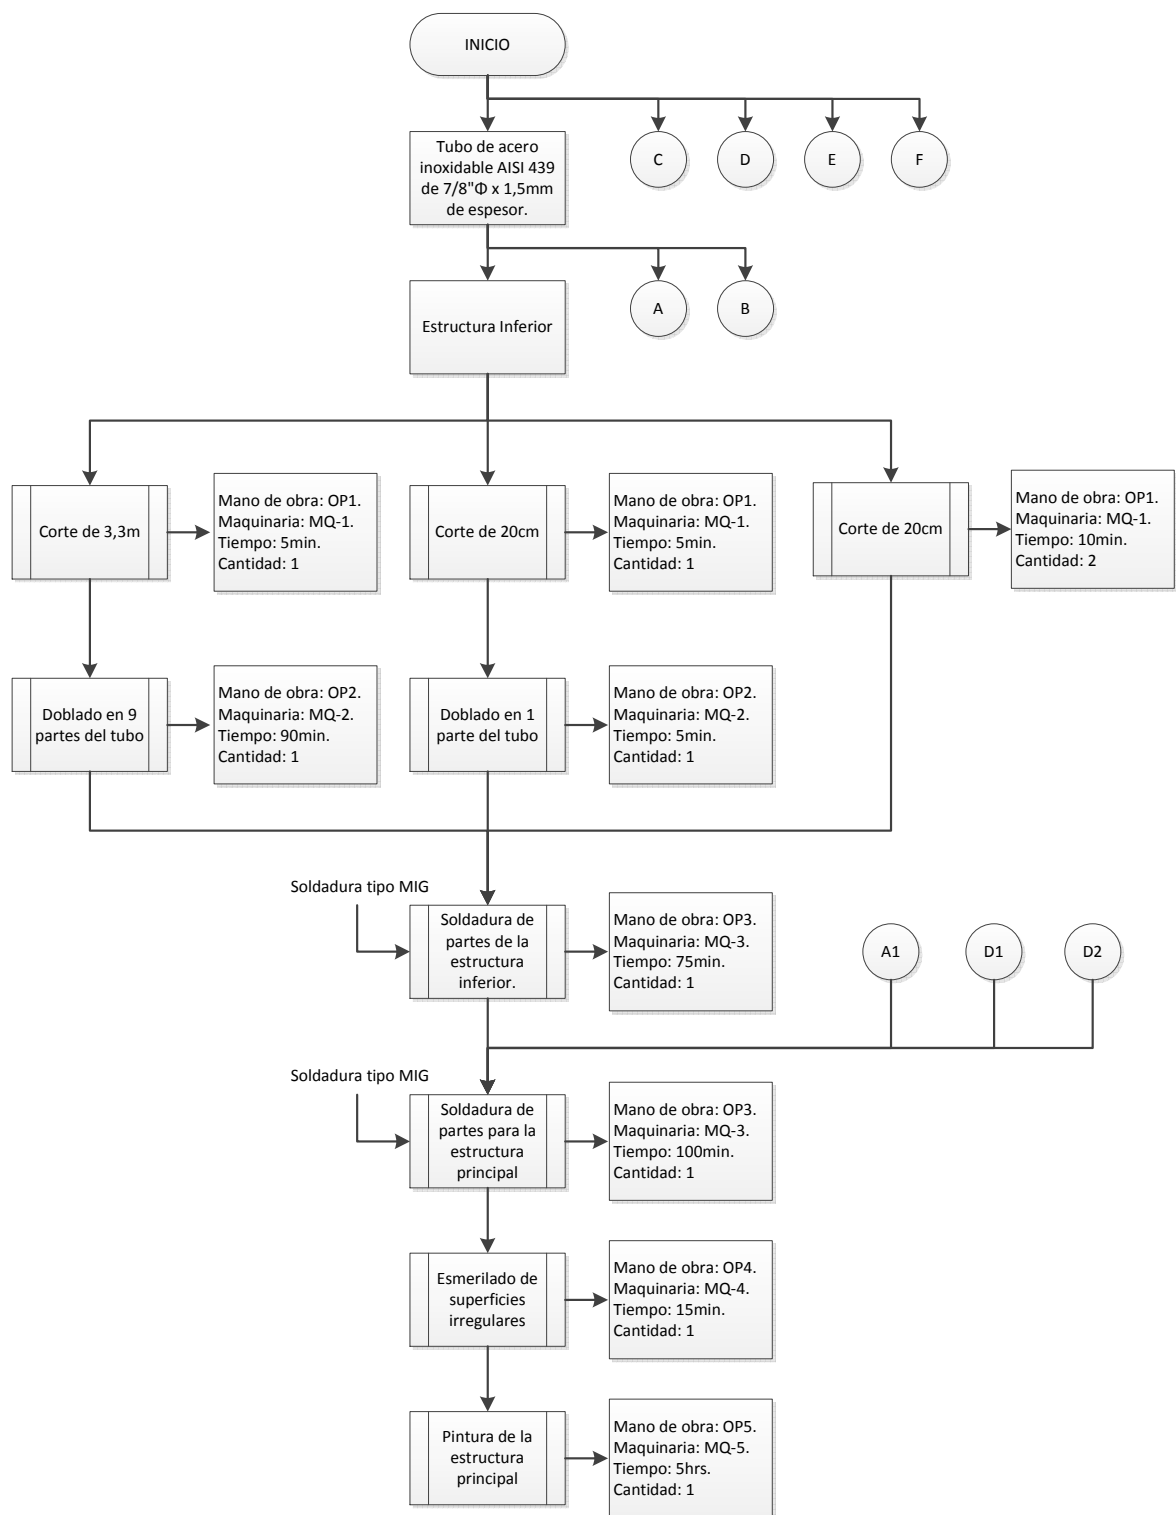 INICIO
Tubo de acero
inoxidable AISI 439
de 7/8"Φ x 1,5mm
de espesor.
C
D
E
F
Estructura Inferior
A
B
Corte de 3,3m
Mano de obra: OP1.
Maquinaria: MQ-1.
Tiempo: 5min.
Cantidad: 1
Corte de 20cm
Mano de obra: OP1.
Maquinaria: MQ-1.
Tiempo: 5min.
Cantidad: 1
Corte de 20cm
Mano de obra: OP1.
Maquinaria: MQ-1.
Tiempo: 10min.
Cantidad: 2
Doblado en 9
partes del tubo
Mano de obra: OP2.
Maquinaria: MQ-2.
Tiempo: 90min.
Cantidad: 1
Doblado en 1
parte del tubo
Mano de obra: OP2.
Maquinaria: MQ-2.
Tiempo: 5min.
Cantidad: 1
Soldadura tipo MIG
Soldadura de
partes de la
estructura
inferior.
Mano de obra: OP3.
Maquinaria: MQ-3.
Tiempo: 75min.
Cantidad: 1
A1
D1
D2
Soldadura tipo MIG
Soldadura de
partes para la
estructura
principal
Mano de obra: OP3.
Maquinaria: MQ-3.
Tiempo: 100min.
Cantidad: 1
Esmerilado de
superficies
irregulares
Mano de obra: OP4.
Maquinaria: MQ-4.
Tiempo: 15min.
Cantidad: 1
Pintura de la
estructura
principal
Mano de obra: OP5.
Maquinaria: MQ-5.
Tiempo: 5hrs.
Cantidad: 1